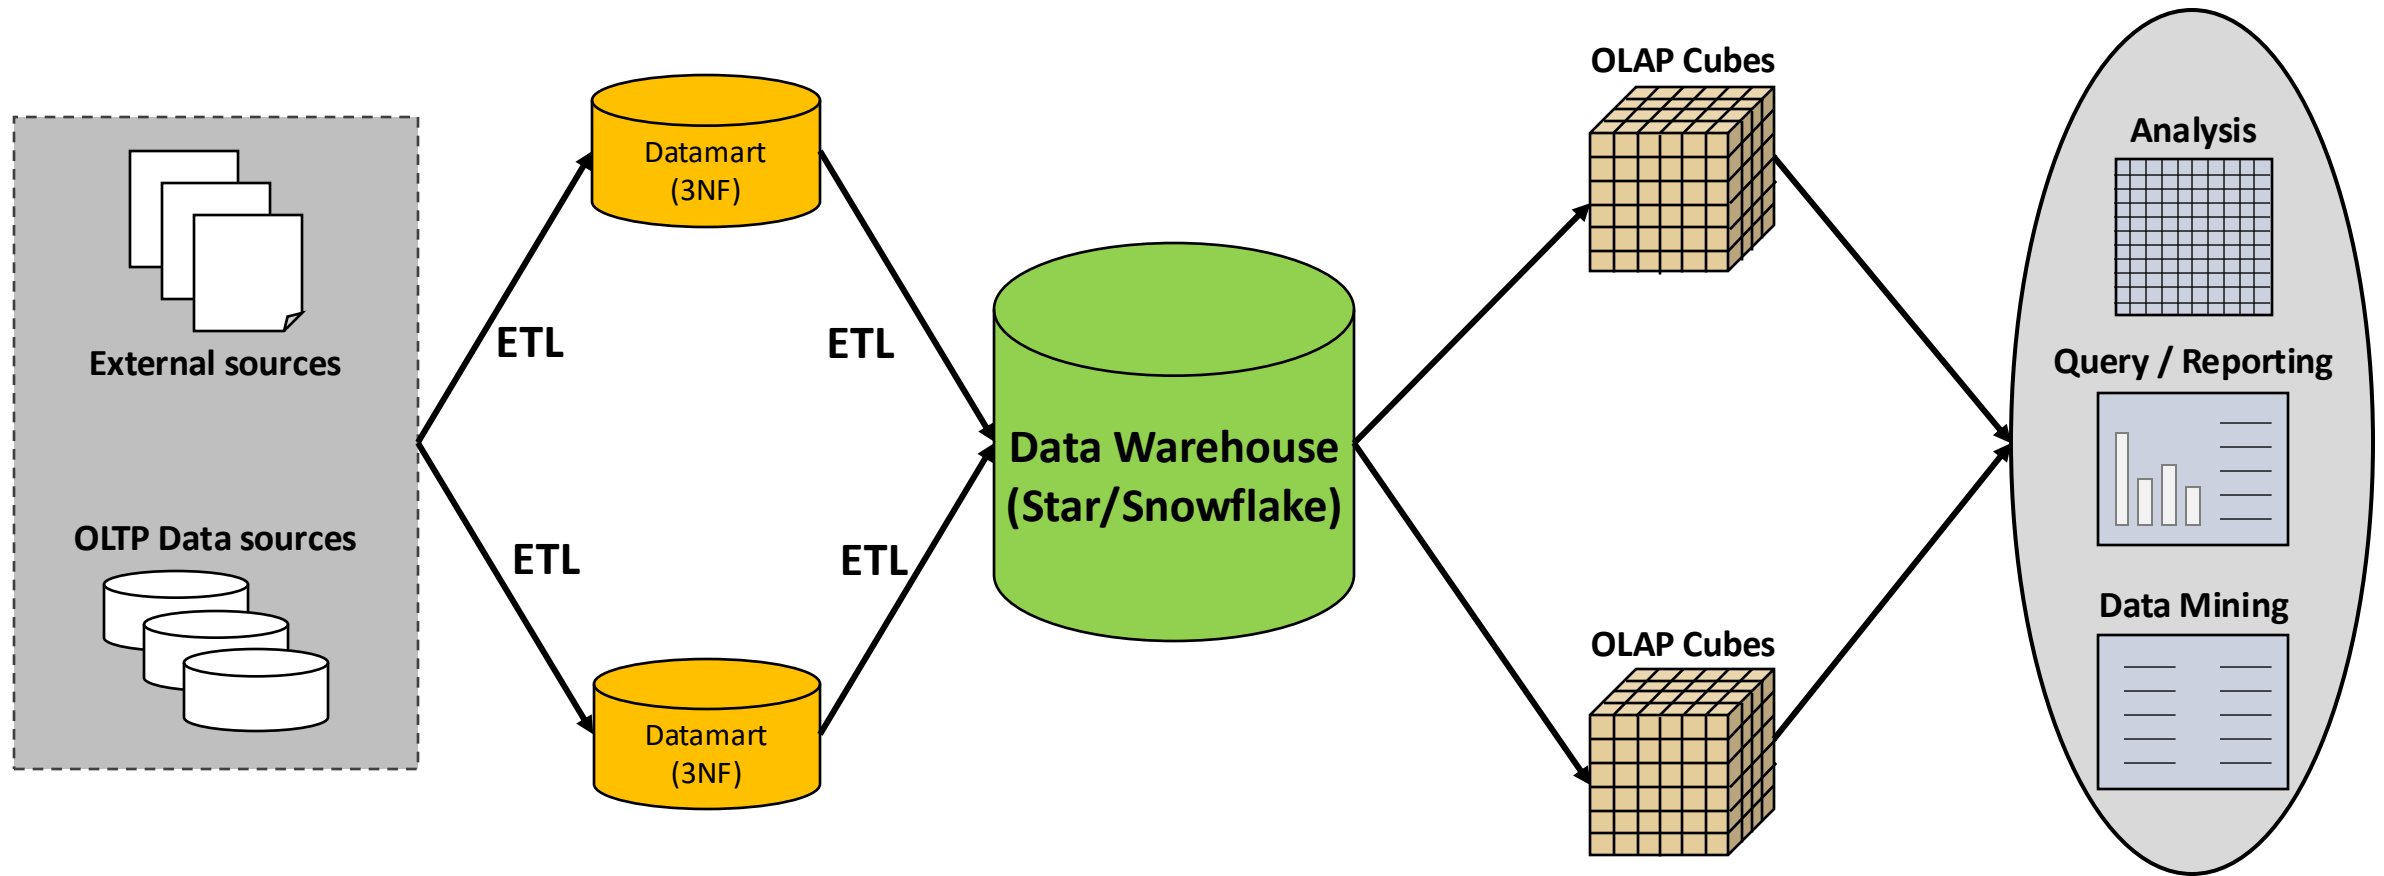 External sources
OLTP Data sources
ETL
ETL
Datamart
(3NF)
Datamart
(3NF)
ETL
ETL
Data Warehouse
(Star/Snowflake)
OLAP Cubes
OLAP Cubes
Analysis
Query / Reporting
Data Mining